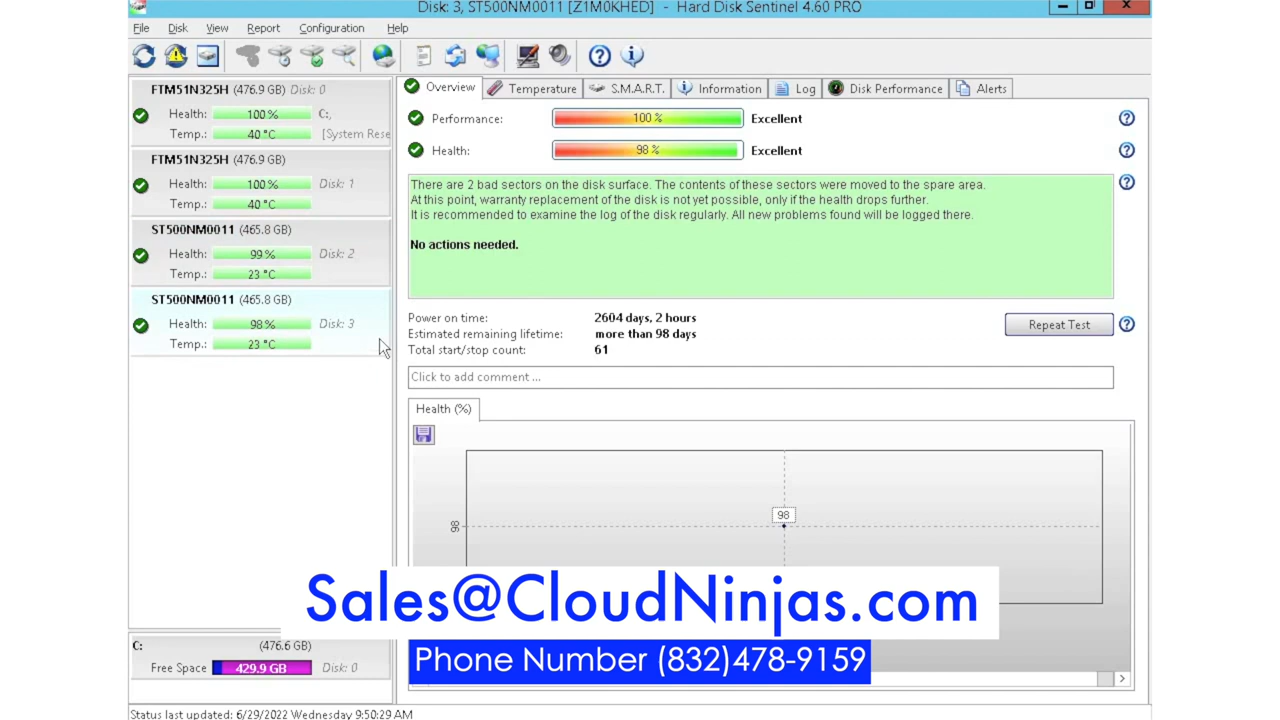 Disk: 3, ST500NM0011 [Z1M0KHED] - Hard Disk Sentinel 4.60 PRO
File Disk View Report Configuration Help
FTM51N325H (476.9 GB) Disk: 0
Health: 100 % C:,
Temp.: 40 °C [System Rese
FTM51N325H (476.9 GB)
Health: 100 % Disk: 1
Temp.: 40 °C
ST500NM0011 (465.8 GB)
Health: 99 % Disk: 2
Temp.: 23 °C
ST500NM0011 (465.8 GB)
Health: 98 % Disk: 3
Temp.: 23 °C
C: (476.6 GB)
Free Space 429.9 GB Disk: 0
Overview Temperature S.M.A.R.T. Information Log Disk Performance Alerts
Performance: 100 % Excellent
Health: 98 % Excellent
There are 2 bad sectors on the disk surface. The contents of these sectors were moved to the spare area.
At this point, warranty replacement of the disk is not yet possible, only if the health drops further.
It is recommended to examine the log of the disk regularly. All new problems found will be logged there.
No actions needed.
Power on time: 2604 days, 2 hours
Estimated remaining lifetime: more than 98 days
Total start/stop count: 61
Repeat Test
Click to add comment ...
Health (%)
98
98
Sales@CloudNinjas.com
Phone Number (832)478-9159
Status last updated: 6/29/2022 Wednesday 9:50:29 AM